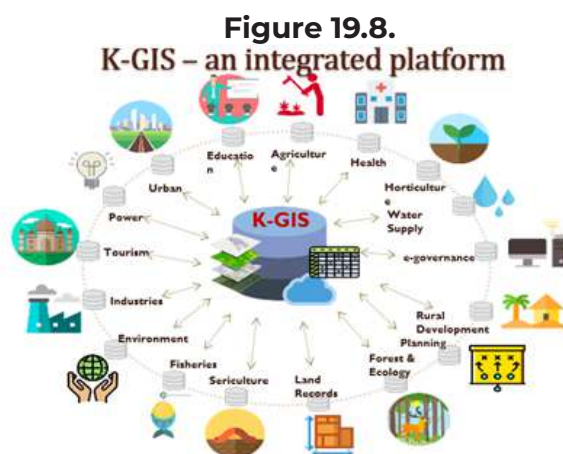 Figure 19.8.
K-GIS – an integrated platform
Educatio
n
Agricultur
e
Health
Horticultur
e
Water
Supply
e-governance
Rural
Development
Planning
Forest &
Ecology
Land
Records
Sericulture
Fisheries
Environment
Industries
Tourism
Power
Urban
K-GIS